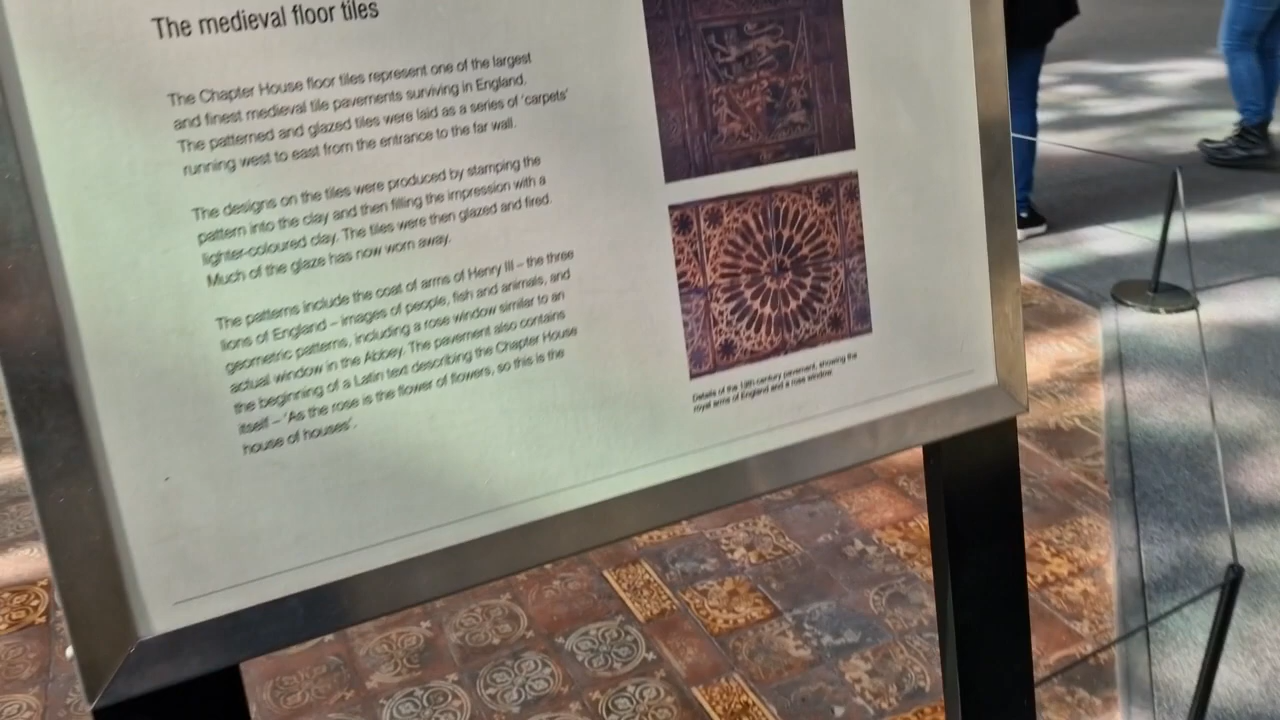 The medieval floor tiles
The Chapter House floor tiles represent one of the largest
and finest medieval tile pavements surviving in England.
The patterned and glazed tiles were laid as a series of 'carpets'
running west to east from the entrance to the far wall.
The designs on the tiles were produced by stamping the
pattern into the clay and then filling the impression with a
lighter-coloured clay. The tiles were then glazed and fired.
Much of the glaze has now worn away.
The patterns include the coat of arms of Henry III – the three
lions of England – images of people, fish and animals, and
geometric patterns, including a rose window similar to an
actual window in the Abbey. The pavement also contains
the beginning of a Latin text describing the Chapter House
itself – 'As the rose is the flower of flowers, so this is the
house of houses'.
Details of the 13th-century pavement, showing the
royal arms of England and a rose window.